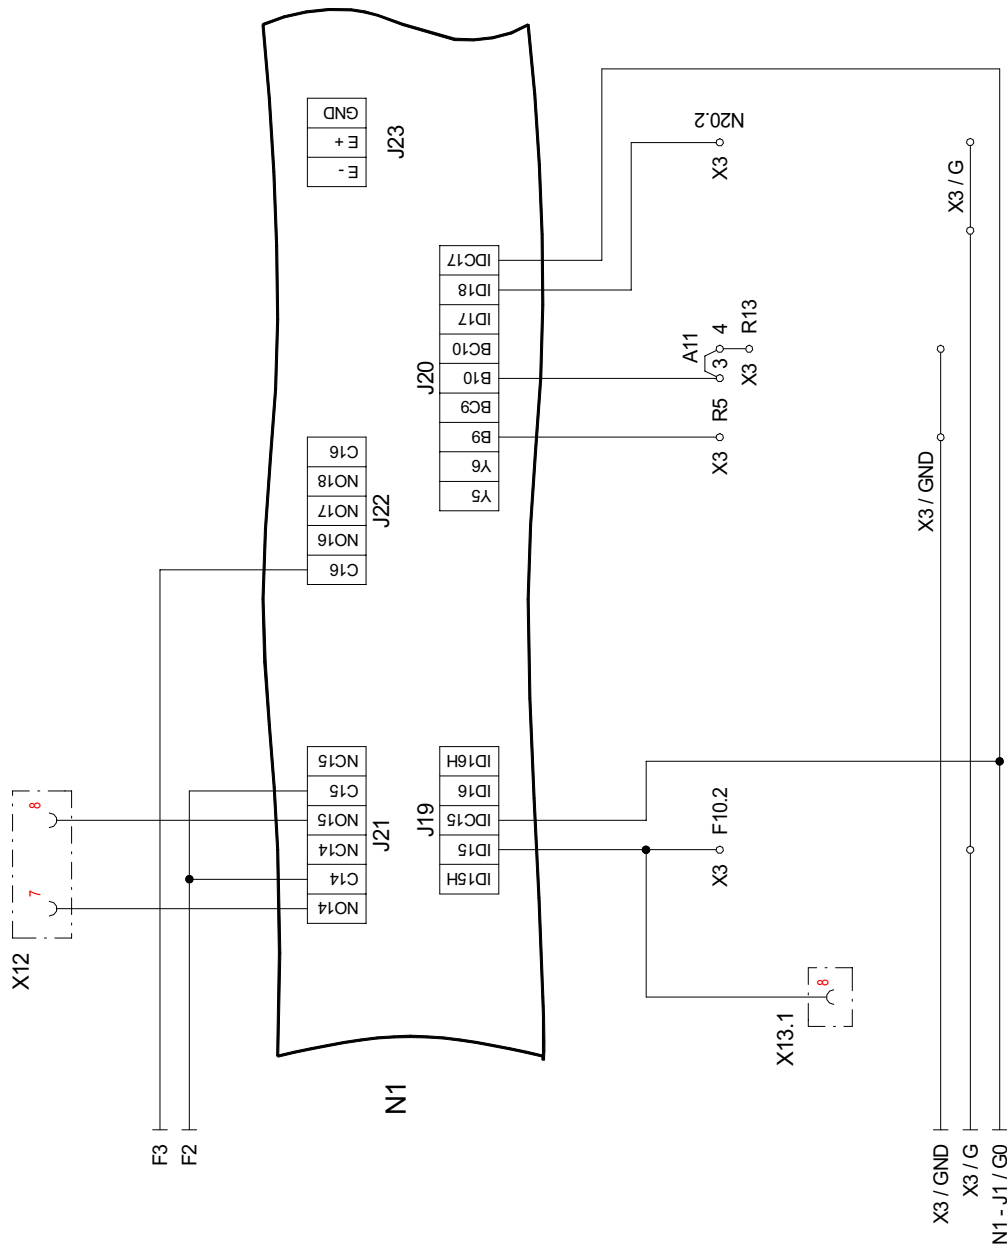 GND
E +
E -
J23
N20.2
X3
X3 / G
IDC17
ID18
ID17
BC10
B10
BC9
B9
Y6
Y5
J20
A11
3
4
X3
R13
X3
R5
X3 / GND
C16
NO18
NO17
NO16
C16
J22
NC15
C15
NO15
NC14
C14
NO14
J21
ID16H
ID16
IDC15
ID15
ID15H
J19
8
7
X12
X3
F10.2
8
X13.1
N1
F3
F2
X3 / GND
X3 / G
N1 - J1 / G0